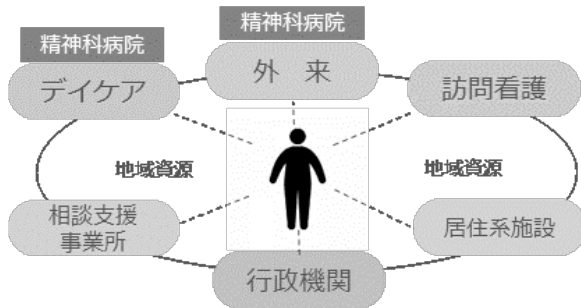 精神科病院
精神科病院
デイケア
外　来
訪問看護
地域資源
地域資源
相談支援
事業所
居住系施設
行政機関